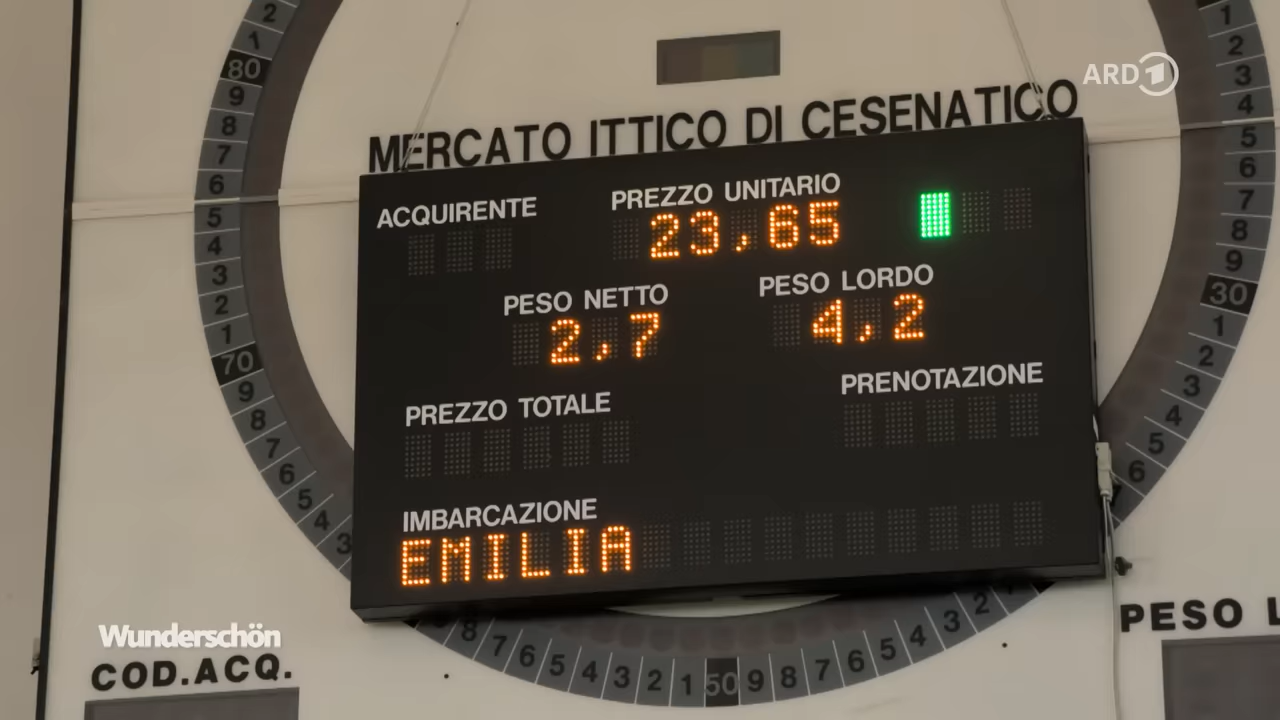 ARD 1
MERCATO ITTICO DI CESENATICO
ACQUIRENTE
PREZZO UNITARIO
23,65
PESO NETTO
2,7
PESO LORDO
4,2
PREZZO TOTALE
PRENOTAZIONE
IMBARCAZIONE
EMILIA
2
1
80
9
8
7
6
5
4
3
2
1
70
9
8
7
6
5
4
3
8 7 6 5 4 3 2 1 50 9 8 7 6 5 4 3 2
1
2
3
4
5
6
7
8
9
30
1
2
3
4
5
6
Wunderschön
COD.ACQ.
PESO L